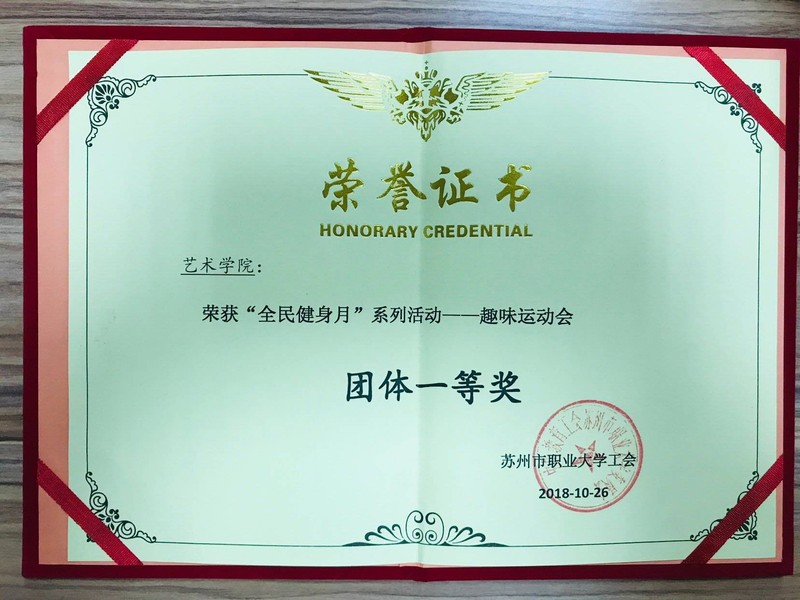 荣誉证书
HONORARY CREDENTIAL
艺术学院：
荣获“全民健身月”系列活动——趣味运动会
团体一等奖
苏州市职业大学工会
2018-10-26